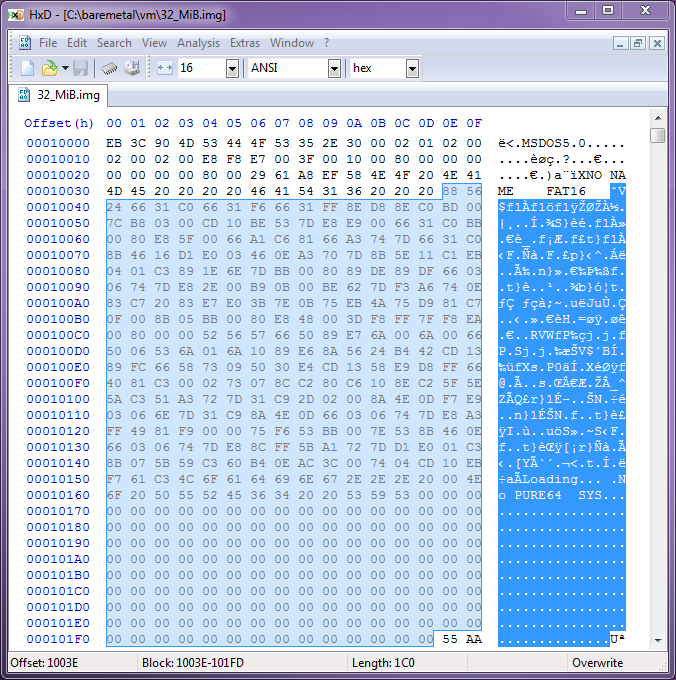 HxD - [C:\baremetal\vm\32_MiB.img]
File Edit Search View Analysis Extras Window ?
16 ANSI hex
32_MiB.img
Offset(h) 00 01 02 03 04 05 06 07 08 09 0A 0B 0C 0D 0E 0F
00010000 EB 3C 90 4D 53 44 4F 53 35 2E 30 00 02 01 02 00 ë<.MSDOS5.0.....
00010010 02 00 02 00 E8 F8 E7 00 3F 00 10 00 80 00 00 00 ....èøç.?...€...
00010020 00 00 00 00 80 00 29 61 A8 EF 58 4E 4F 20 4E 41 ....€.)a¨ïXNO NA
00010030 4D 45 20 20 20 20 46 41 54 31 36 20 20 20 88 56 ME    FAT16   ˆV
00010040 24 66 31 C0 66 31 F6 66 31 FF 8E D8 8E C0 BD 00 $f1Àf1öf1ÿŽØŽÀ½.
00010050 7C B8 03 00 CD 10 BE 53 7D E8 E9 00 66 31 C0 BB |¸..Í.¾S}èé.f1À»
00010060 00 80 E8 5F 00 66 A1 C6 81 66 A3 74 7D 66 31 C0 .€è_.f¡Æ.f£t}f1À
00010070 8B 46 16 D1 E0 03 46 0E A3 70 7D 8B 5E 11 C1 EB ‹F.Ñà.F.£p}‹^.Áë
00010080 04 01 C3 89 1E 6E 7D BB 00 80 89 DE 89 DF 66 03 ..Ã‰.n}».€‰Þ‰ßf.
00010090 06 74 7D E8 2E 00 B9 0B 00 BE 62 7D F3 A6 74 0E .t}è..¹..¾b}ó¦t.
000100A0 83 C7 20 83 E7 E0 3B 7E 0B 75 EB 4A 75 D9 81 C7 ƒÇ ƒçà;~.uëJuÙ.Ç
000100B0 0F 00 8B 05 BB 00 80 E8 48 00 3D F8 FF 7F F8 EA ..‹.».€èH.=øÿ.øê
000100C0 00 80 00 00 52 56 57 66 50 89 E7 6A 00 6A 00 66 .€..RVWfP‰çj.j.f
000100D0 50 06 53 6A 01 6A 10 89 E6 8A 56 24 B4 42 CD 13 P.Sj.j.‰æŠV$´BÍ.
000100E0 89 FC 66 58 73 09 50 30 E4 CD 13 58 E9 D8 FF 66 ‰üfXs.P0äÍ.XéØÿf
000100F0 40 81 C3 00 02 73 07 8C C2 80 C6 10 8E C2 5F 5E @.Ã..s.ŒÂ€Æ.ŽÂ_^
00010100 5A C3 51 A3 72 7D 31 C9 2D 02 00 8A 4E 0D F7 E9 ZÃQ£r}1É-..ŠN.÷é
00010110 03 06 6E 7D 31 C9 8A 4E 0D 66 03 06 74 7D E8 A3 ..n}1ÉŠN.f..t}è£
00010120 FF 49 81 F9 00 00 75 F6 53 BB 00 7E 53 8B 46 0E ÿI.ù..uöS».~S‹F.
00010130 66 03 06 74 7D E8 8C FF 5B A1 72 7D D1 E0 01 C3 f..t}èŒÿ[¡r}Ñà.Ã
00010140 8B 07 5B 59 C3 60 B4 0E AC 3C 00 74 04 CD 10 EB ‹.[YÃ`´.¬<.t.Í.ë
00010150 F7 61 C3 4C 6F 61 64 69 6E 67 2E 2E 2E 20 00 4E ÷aÃLoading... .N
00010160 6F 20 50 55 52 45 36 34 20 20 53 59 53 00 00 00 o PURE64  SYS...
00010170 00 00 00 00 00 00 00 00 00 00 00 00 00 00 00 00 ................
00010180 00 00 00 00 00 00 00 00 00 00 00 00 00 00 00 00 ................
00010190 00 00 00 00 00 00 00 00 00 00 00 00 00 00 00 00 ................
000101A0 00 00 00 00 00 00 00 00 00 00 00 00 00 00 00 00 ................
000101B0 00 00 00 00 00 00 00 00 00 00 00 00 00 00 00 00 ................
000101C0 00 00 00 00 00 00 00 00 00 00 00 00 00 00 00 00 ................
000101D0 00 00 00 00 00 00 00 00 00 00 00 00 00 00 00 00 ................
000101E0 00 00 00 00 00 00 00 00 00 00 00 00 00 00 00 00 ................
000101F0 00 00 00 00 00 00 00 00 00 00 00 00 00 00 55 AA ..............Uª
Offset: 1003E Block: 1003E-101FD Length: 1C0 Overwrite